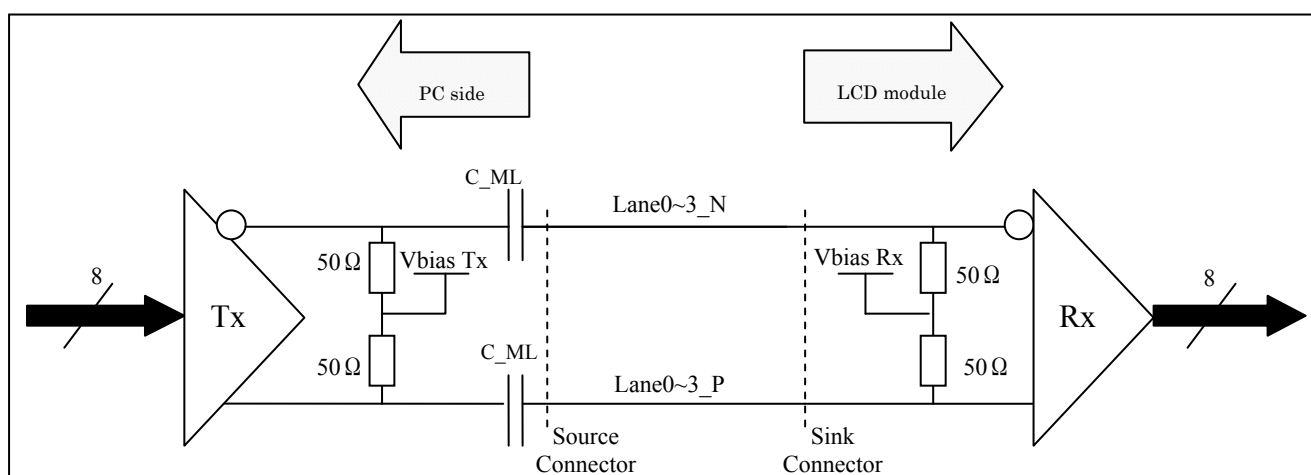 PC side
LCD module
C_ML
Lane0~3_N
8
Tx
50Ω
Vbias Tx
Vbias Rx
50Ω
8
Rx
50Ω
C_ML
Lane0~3_P
50Ω
Source
Connector
Sink
Connector